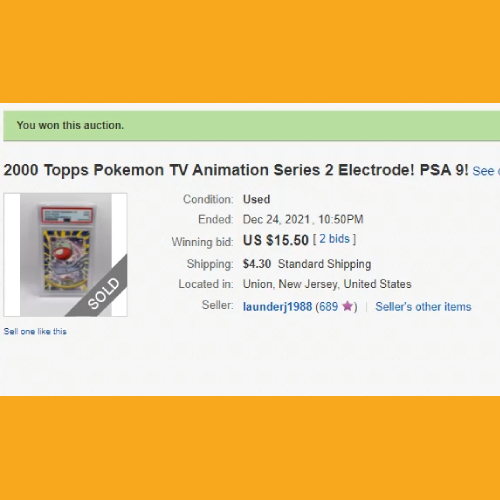 You won this auction.
2000 Topps Pokemon TV Animation Series 2 Electrode! PSA 9! See
Condition: Used
Ended: Dec 24, 2021, 10:50PM
Winning bid: US $15.50 [ 2 bids ]
Shipping: $4.30 Standard Shipping
Located in: Union, New Jersey, United States
Seller: launderj1988 (689 ) | Seller's other items
SOLD
Sell one like this